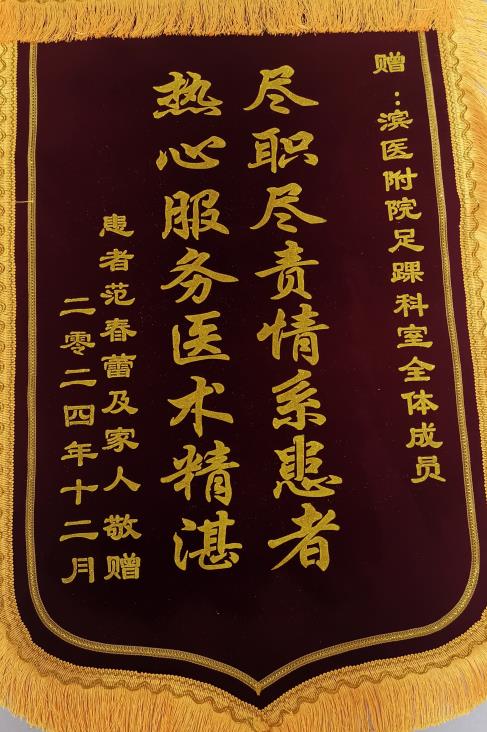 赠：滨医附院足踝科室全体成员
尽职尽责情系患者
热心服务医术精湛
患者范春蕾及家人 敬赠
二零二四年十二月